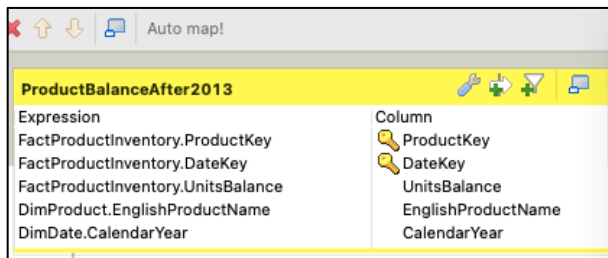 Auto map!
ProductBalanceAfter2013
Expression Column
FactProductInventory.ProductKey ProductKey
FactProductInventory.DateKey DateKey
FactProductInventory.UnitsBalance UnitsBalance
DimProduct.EnglishProductName EnglishProductName
DimDate.CalendarYear CalendarYear